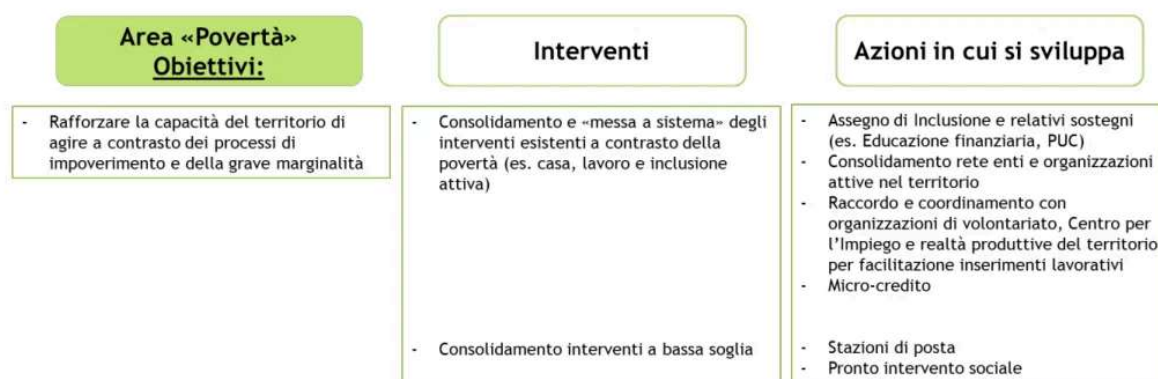 Area «Povertà»
Obiettivi:
Interventi
Azioni in cui si sviluppa
- Rafforzare la capacità del territorio di
agire a contrasto dei processi di
impoverimento e della grave marginalità
- Consolidamento e «messa a sistema» degli
interventi esistenti a contrasto della
povertà (es. casa, lavoro e inclusione
attiva)
- Consolidamento interventi a bassa soglia
- Assegno di Inclusione e relativi sostegni
(es. Educazione finanziaria, PUC)
- Consolidamento rete enti e organizzazioni
attive nel territorio
- Raccordo e coordinamento con
organizzazioni di volontariato, Centro per
l'Impiego e realtà produttive del territorio
per facilitazione inserimenti lavorativi
- Micro-credito
- Stazioni di posta
- Pronto intervento sociale